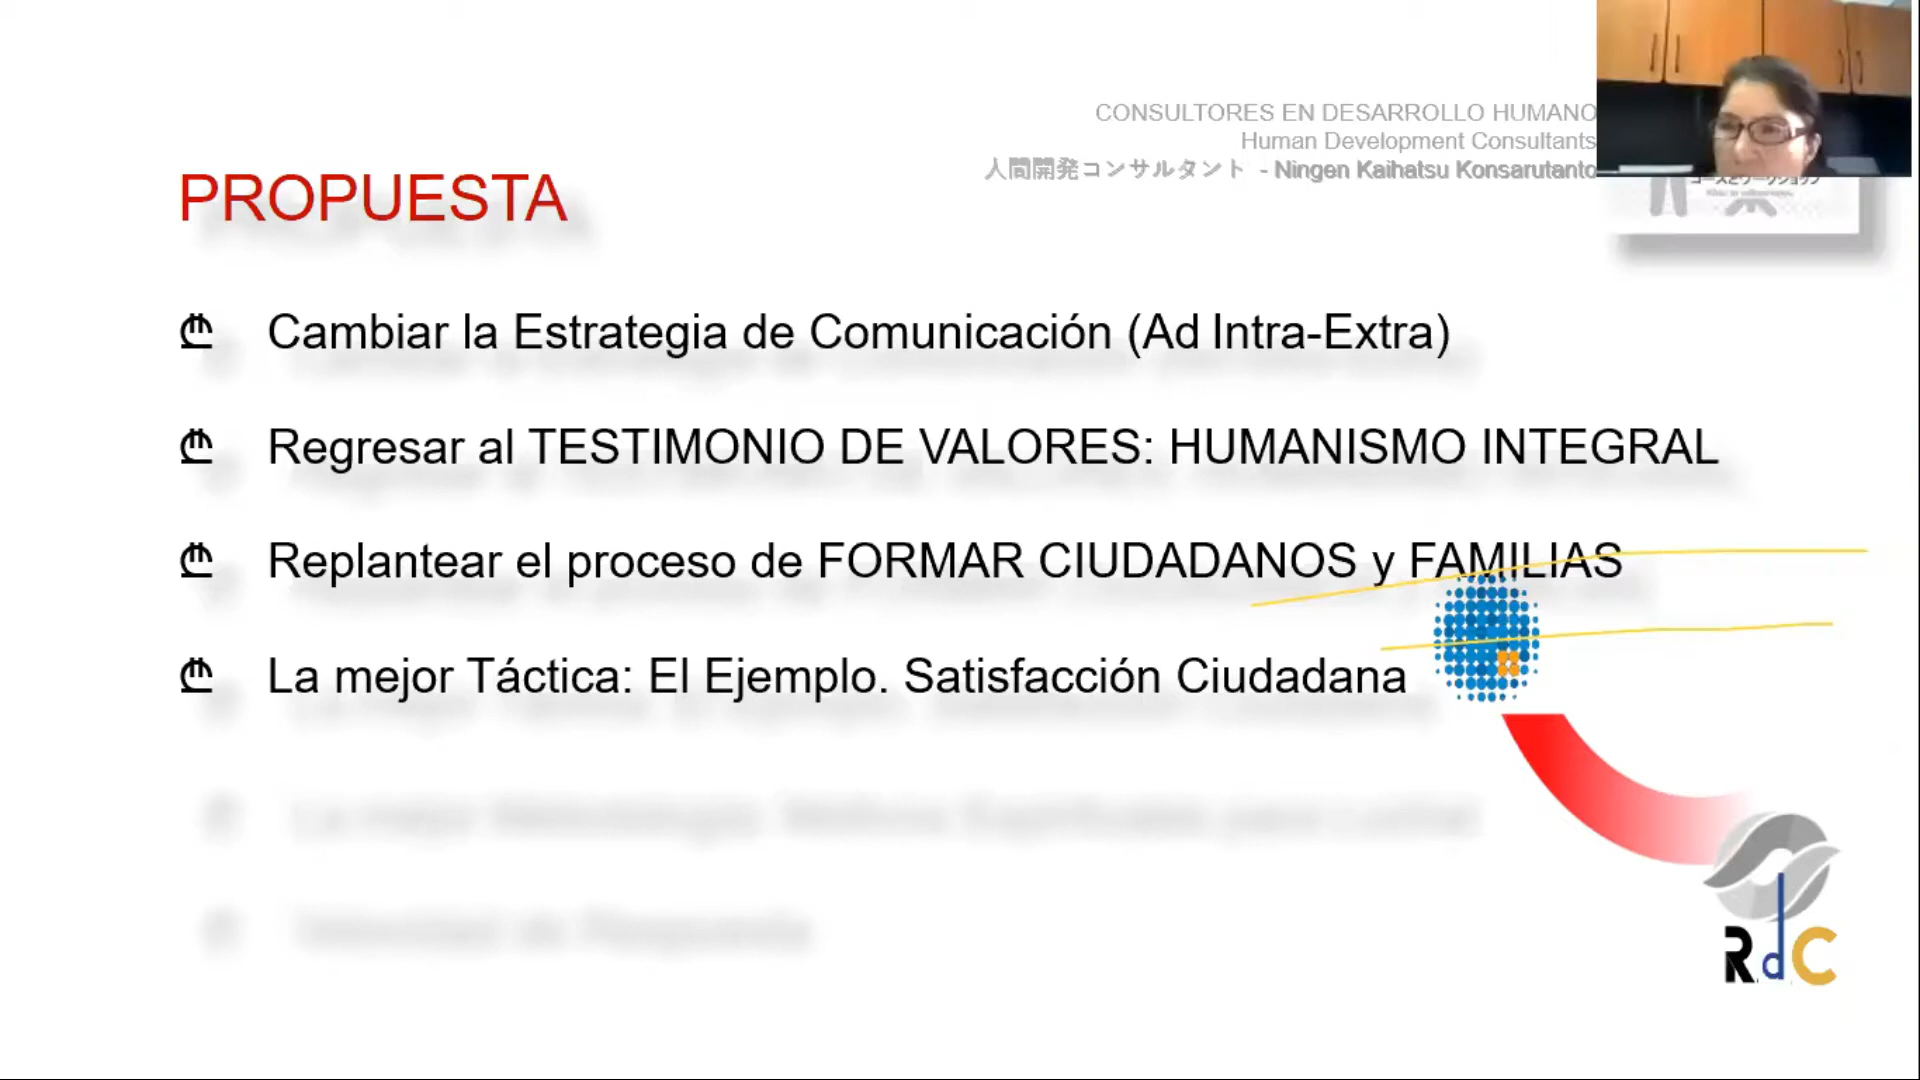 CONSULTORES EN DESARROLLO HUMANO
Human Development Consultants
人間開発コンサルタント - Ningen Kaihatsu Konsarutanto
PROPUESTA
Cambiar la Estrategia de Comunicación (Ad Intra-Extra)
Regresar al TESTIMONIO DE VALORES: HUMANISMO INTEGRAL
Replantear el proceso de FORMAR CIUDADANOS y FAMILIAS
La mejor Táctica: El Ejemplo. Satisfacción Ciudadana
RdC